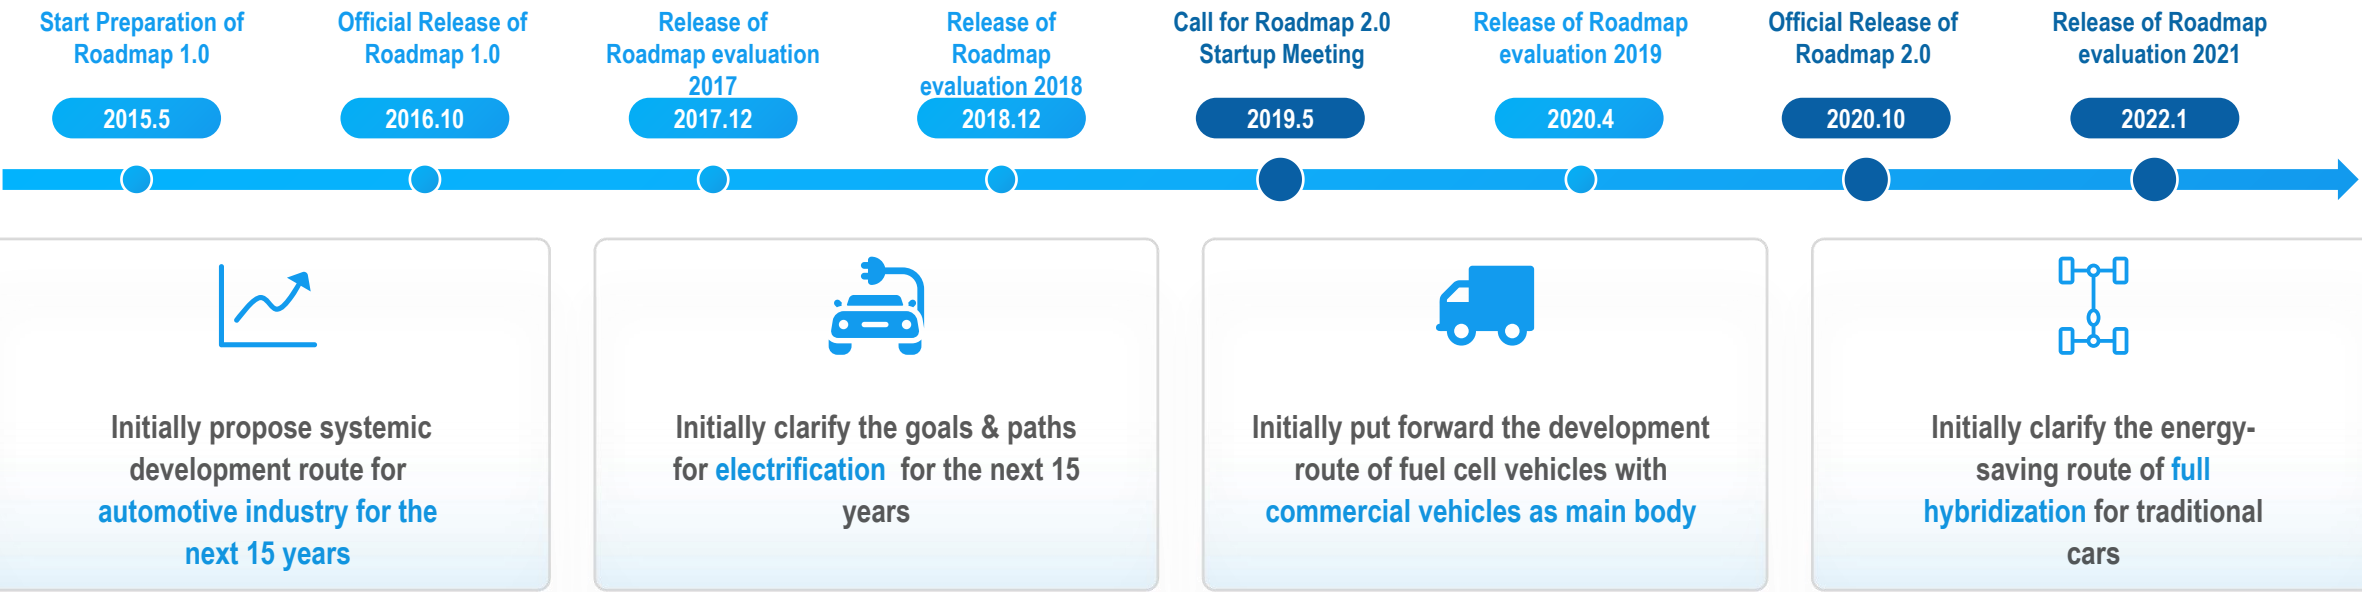 Start Preparation of
Roadmap 1.0
2015.5
Official Release of
Roadmap 1.0
2016.10
Release of
Roadmap evaluation
2017
2017.12
Release of
Roadmap
evaluation 2018
2018.12
Call for Roadmap 2.0
Startup Meeting
2019.5
Release of Roadmap
evaluation 2019
2020.4
Official Release of
Roadmap 2.0
2020.10
Release of Roadmap
evaluation 2021
2022.1
Initially propose systemic
development route for
automotive industry for the
next 15 years
Initially clarify the goals & paths
for electrification for the next 15
years
Initially put forward the development
route of fuel cell vehicles with
commercial vehicles as main body
Initially clarify the energy-
saving route of full
hybridization for traditional
cars